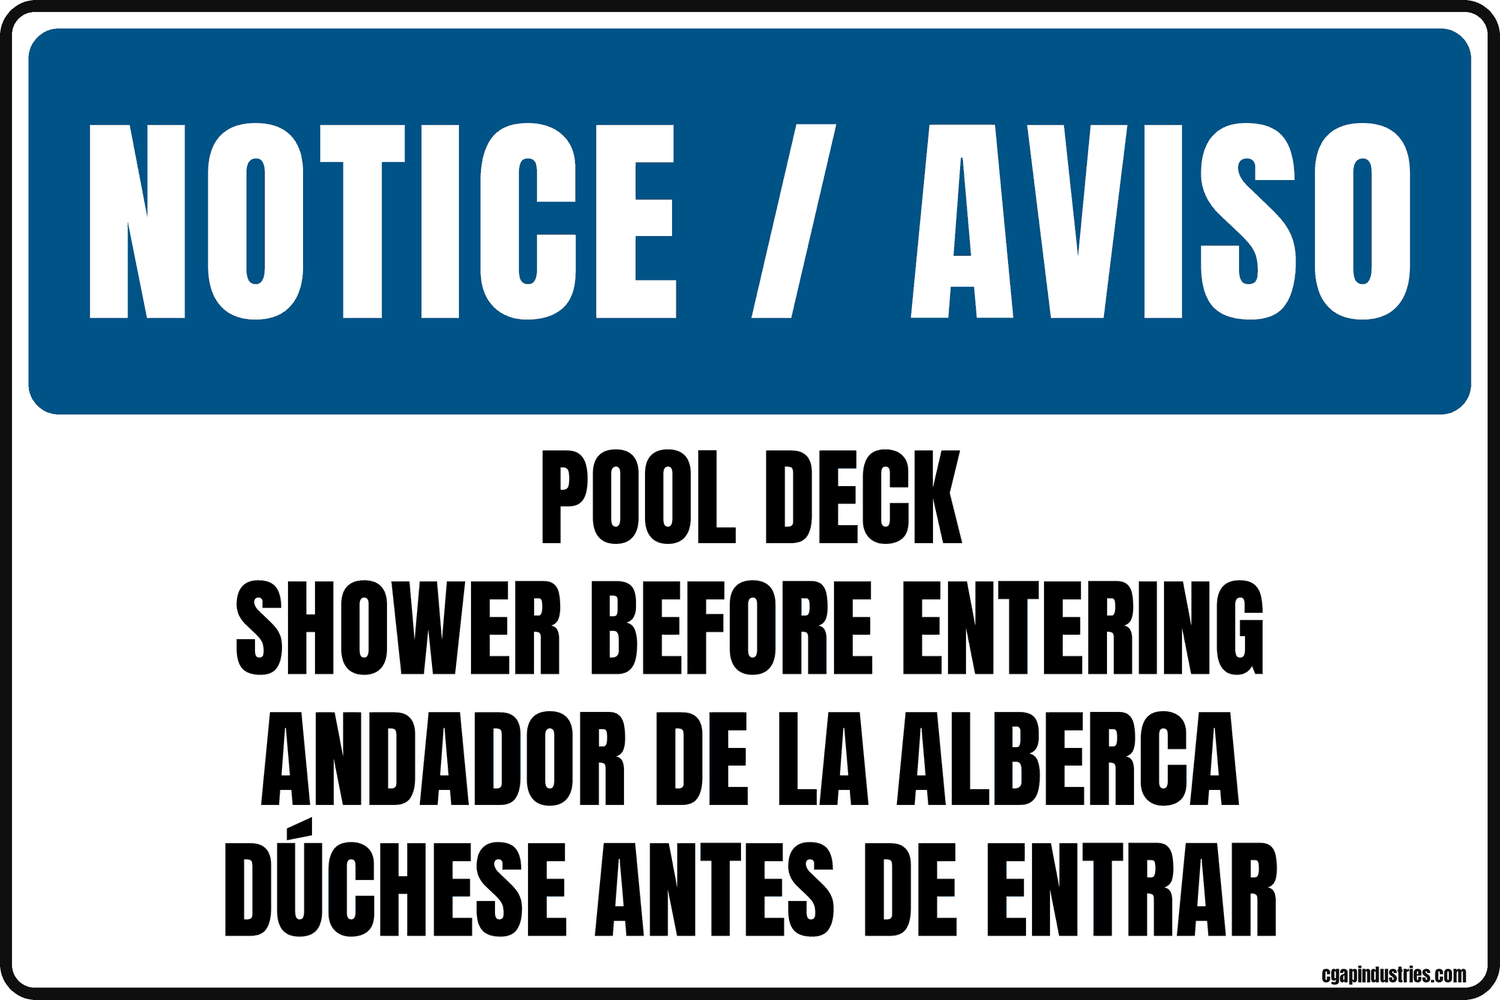 NOTICE / AVISO
POOL DECK
SHOWER BEFORE ENTERING
ANDADOR DE LA ALBERCA
DÚCHESE ANTES DE ENTRAR
cgapindustries.com